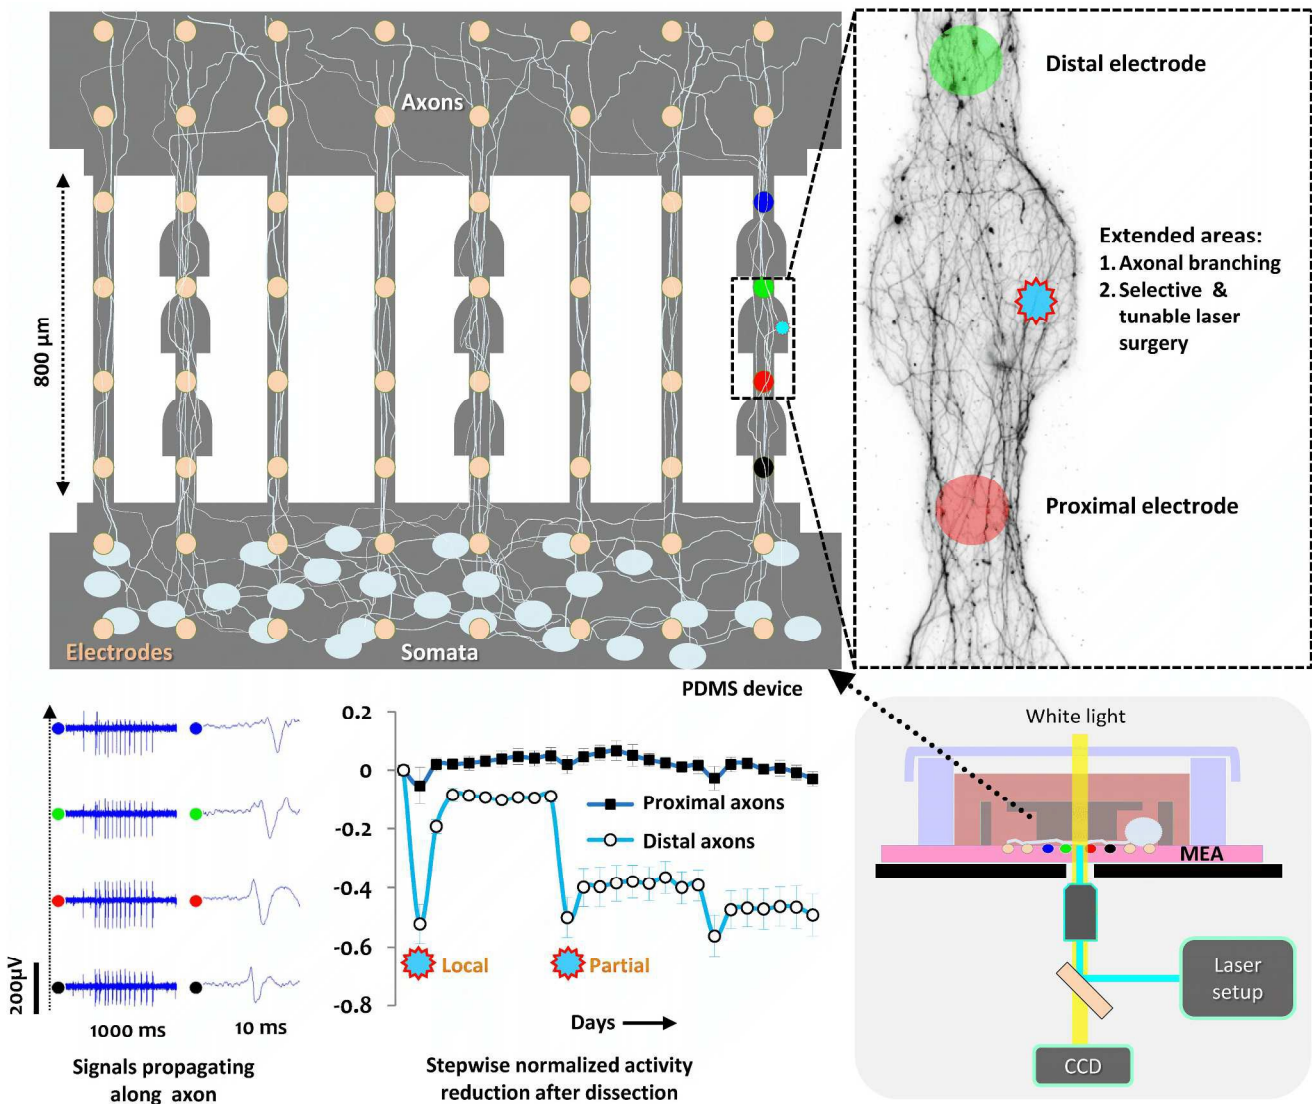 Axons
800 µm
Electrodes
Somata
Distal electrode
Extended areas:
1. Axonal branching
2. Selective &
tunable laser
surgery
Proximal electrode
200µV
1000 ms
10 ms
Signals propagating
along axon
PDMS device
0.2
0
-0.2
-0.4
-0.6
-0.8
Proximal axons
Distal axons
Local
Partial
Days
Stepwise normalized activity
reduction after dissection
White light
MEA
Laser
setup
CCD